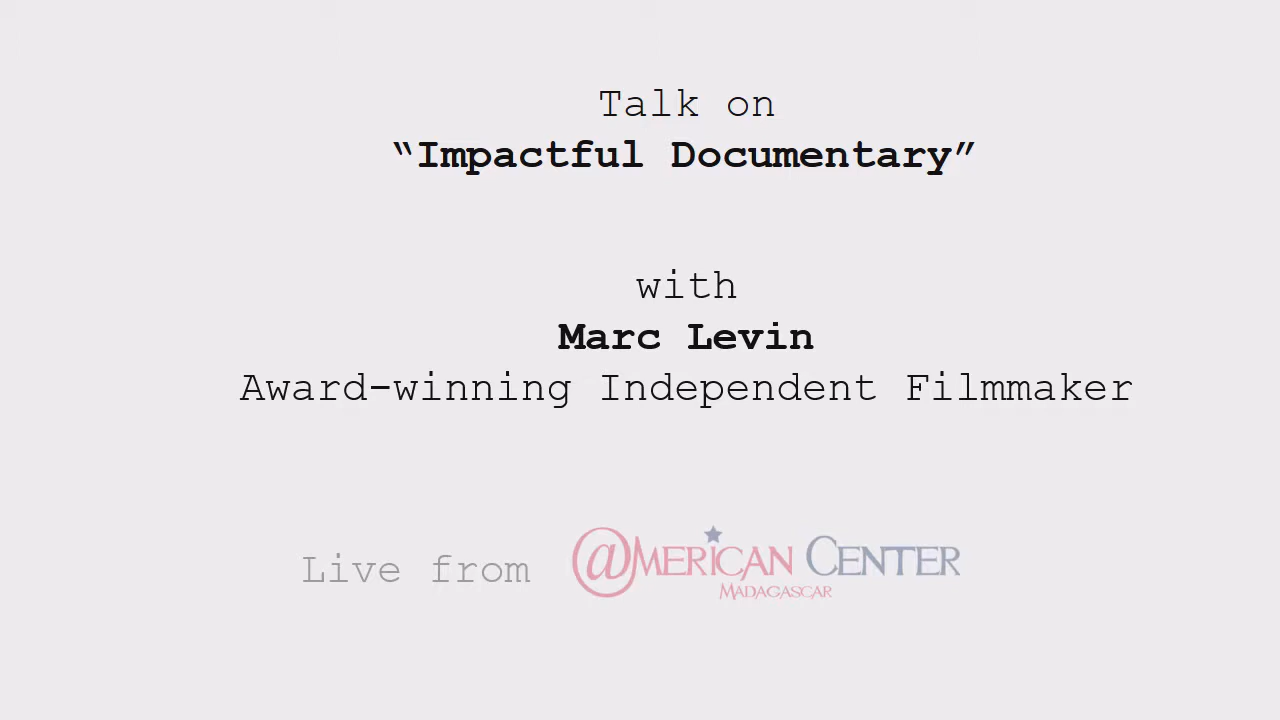 Talk on
“Impactful Documentary”
with
Marc Levin
Award-winning Independent Filmmaker
Live from @MERICAN CENTER
MADAGASCAR